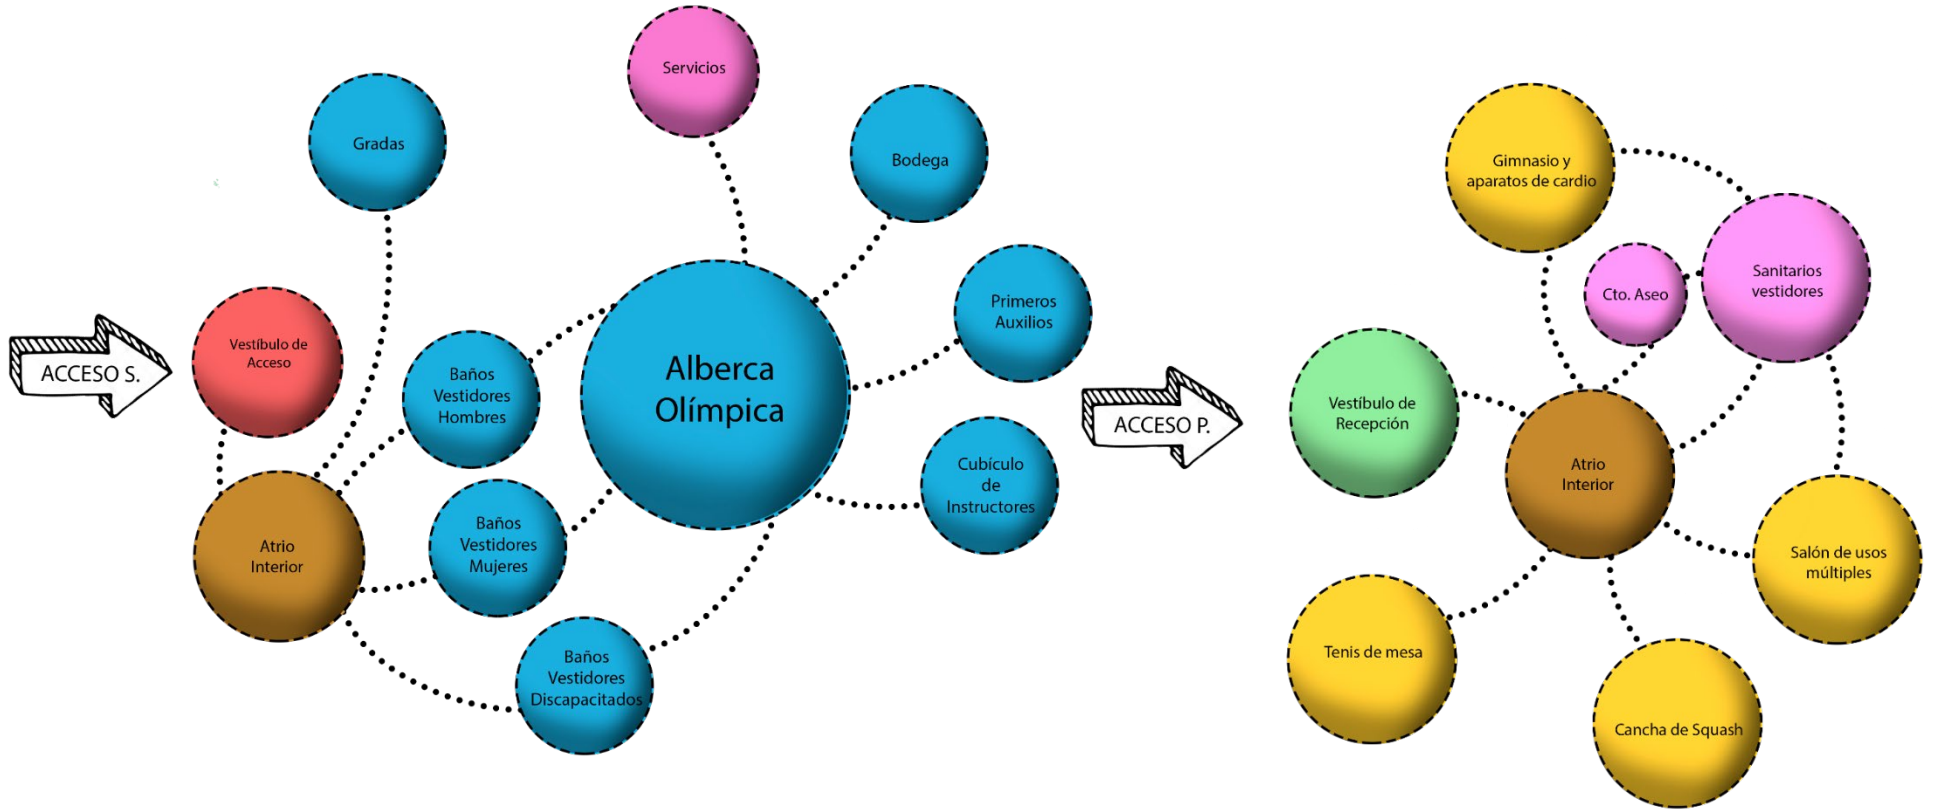 Servicios
Gradas
Bodega
Primeros
Auxilios
Vestíbulo de
Acceso
ACCESO S.
Baños
Vestidores
Hombres
Alberca
Olímpica
Cubículo
de
Instructores
Atrio
Interior
Baños
Vestidores
Mujeres
Baños
Vestidores
Discapacitados
ACCESO P.
Gimnasio y
aparatos de cardio
Cto. Aseo
Sanitarios
vestidores
Vestíbulo de
Recepción
Atrio
Interior
Salón de usos
múltiples
Tenis de mesa
Cancha de Squash